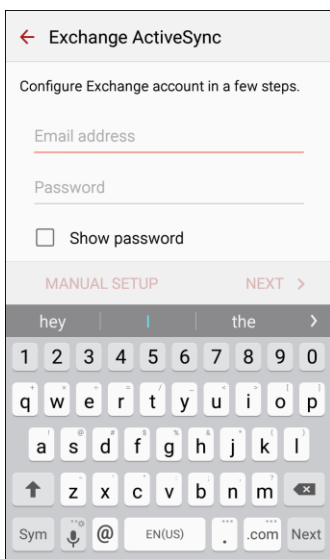 Exchange ActiveSync
Configure Exchange account in a few steps.
Email address
Password
Show password
MANUAL SETUP NEXT >
hey I the >
1 2 3 4 5 6 7 8 9 0
q w e r t y u i o p
a s d f g h j k l
z x c v b n m
Sym @ EN(US) . .com Next